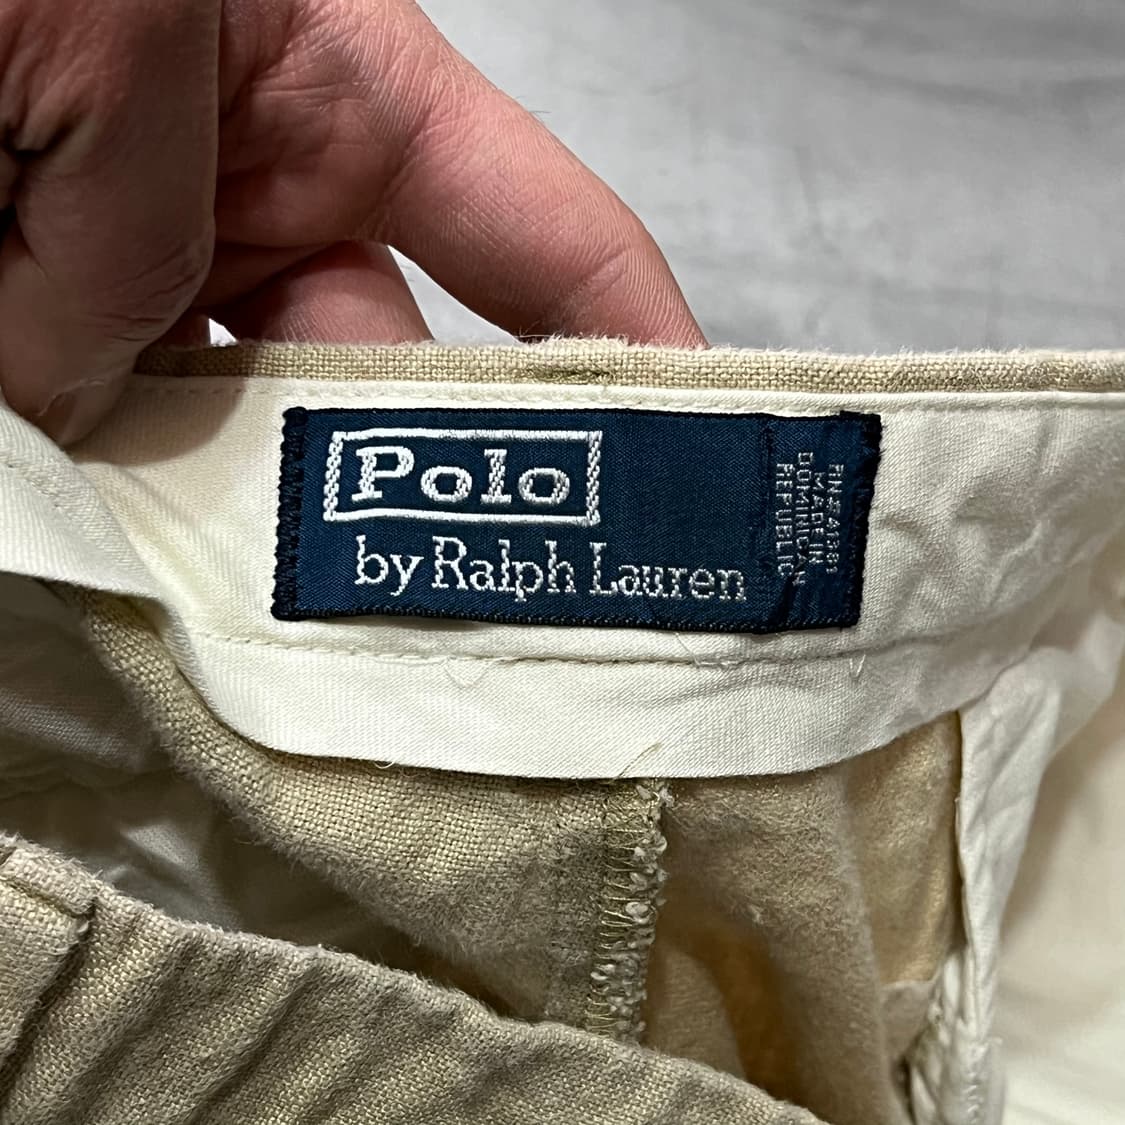 Polo
by Ralph Lauren
RN#41381
MADE IN
DOMINICAN
REPUBLIC